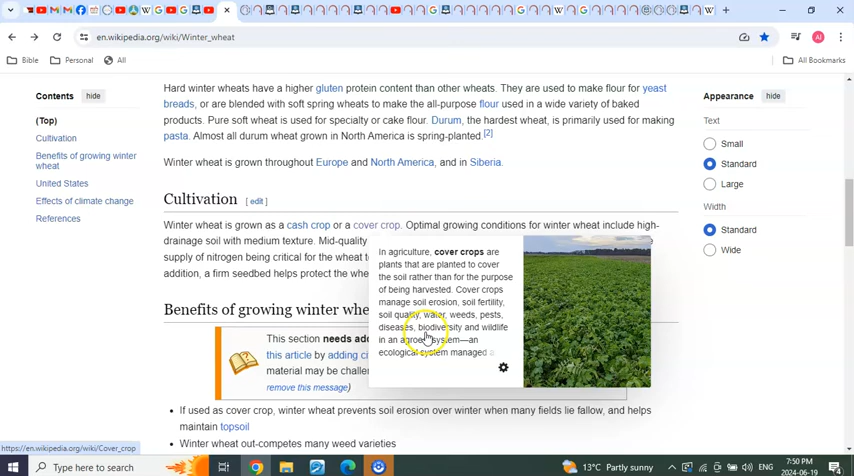 en.wikipedia.org/wiki/Winter_wheat
Bible
Personal
All
All Bookmarks
Contents hide
(Top)
Cultivation
Benefits of growing winter
wheat
United States
Effects of climate change
References
Hard winter wheats have a higher gluten protein content than other wheats. They are used to make flour for yeast
breads, or are blended with soft spring wheats to make the all-purpose flour used in a wide variety of baked
products. Pure soft wheat is used for specialty or cake flour. Durum, the hardest wheat, is primarily used for making
pasta. Almost all durum wheat grown in North America is spring-planted.[2]
Winter wheat is grown throughout Europe and North America, and in Siberia.
Cultivation [ edit ]
Winter wheat is grown as a cash crop or a cover crop. Optimal growing conditions for winter wheat include high-
drainage soil with medium texture. Mid-quality
supply of nitrogen being critical for the wheat
addition, a firm seedbed helps protect the
In agriculture, cover crops are
plants that are planted to cover
the soil rather than for the purpose
of being harvested. Cover crops
manage soil erosion, soil fertility,
soil quality, water, weeds, pests,
diseases, biodiversity and wildlife
in an agroecosystem—an
ecological system managed
Benefits of growing winter
This section needs
this article by adding
material may be
remove this message)
If used as cover crop, winter wheat prevents soil erosion over winter when many fields lie fallow, and helps
maintain topsoil
Winter wheat out-competes many weed varieties
Appearance hide
Text
Small
Standard
Large
Width
Standard
Wide
https://en.wikipedia.org/wiki/Cover_crop
Type here to search
13°C Partly sunny
ENG
7:50 PM
2024-06-19
4